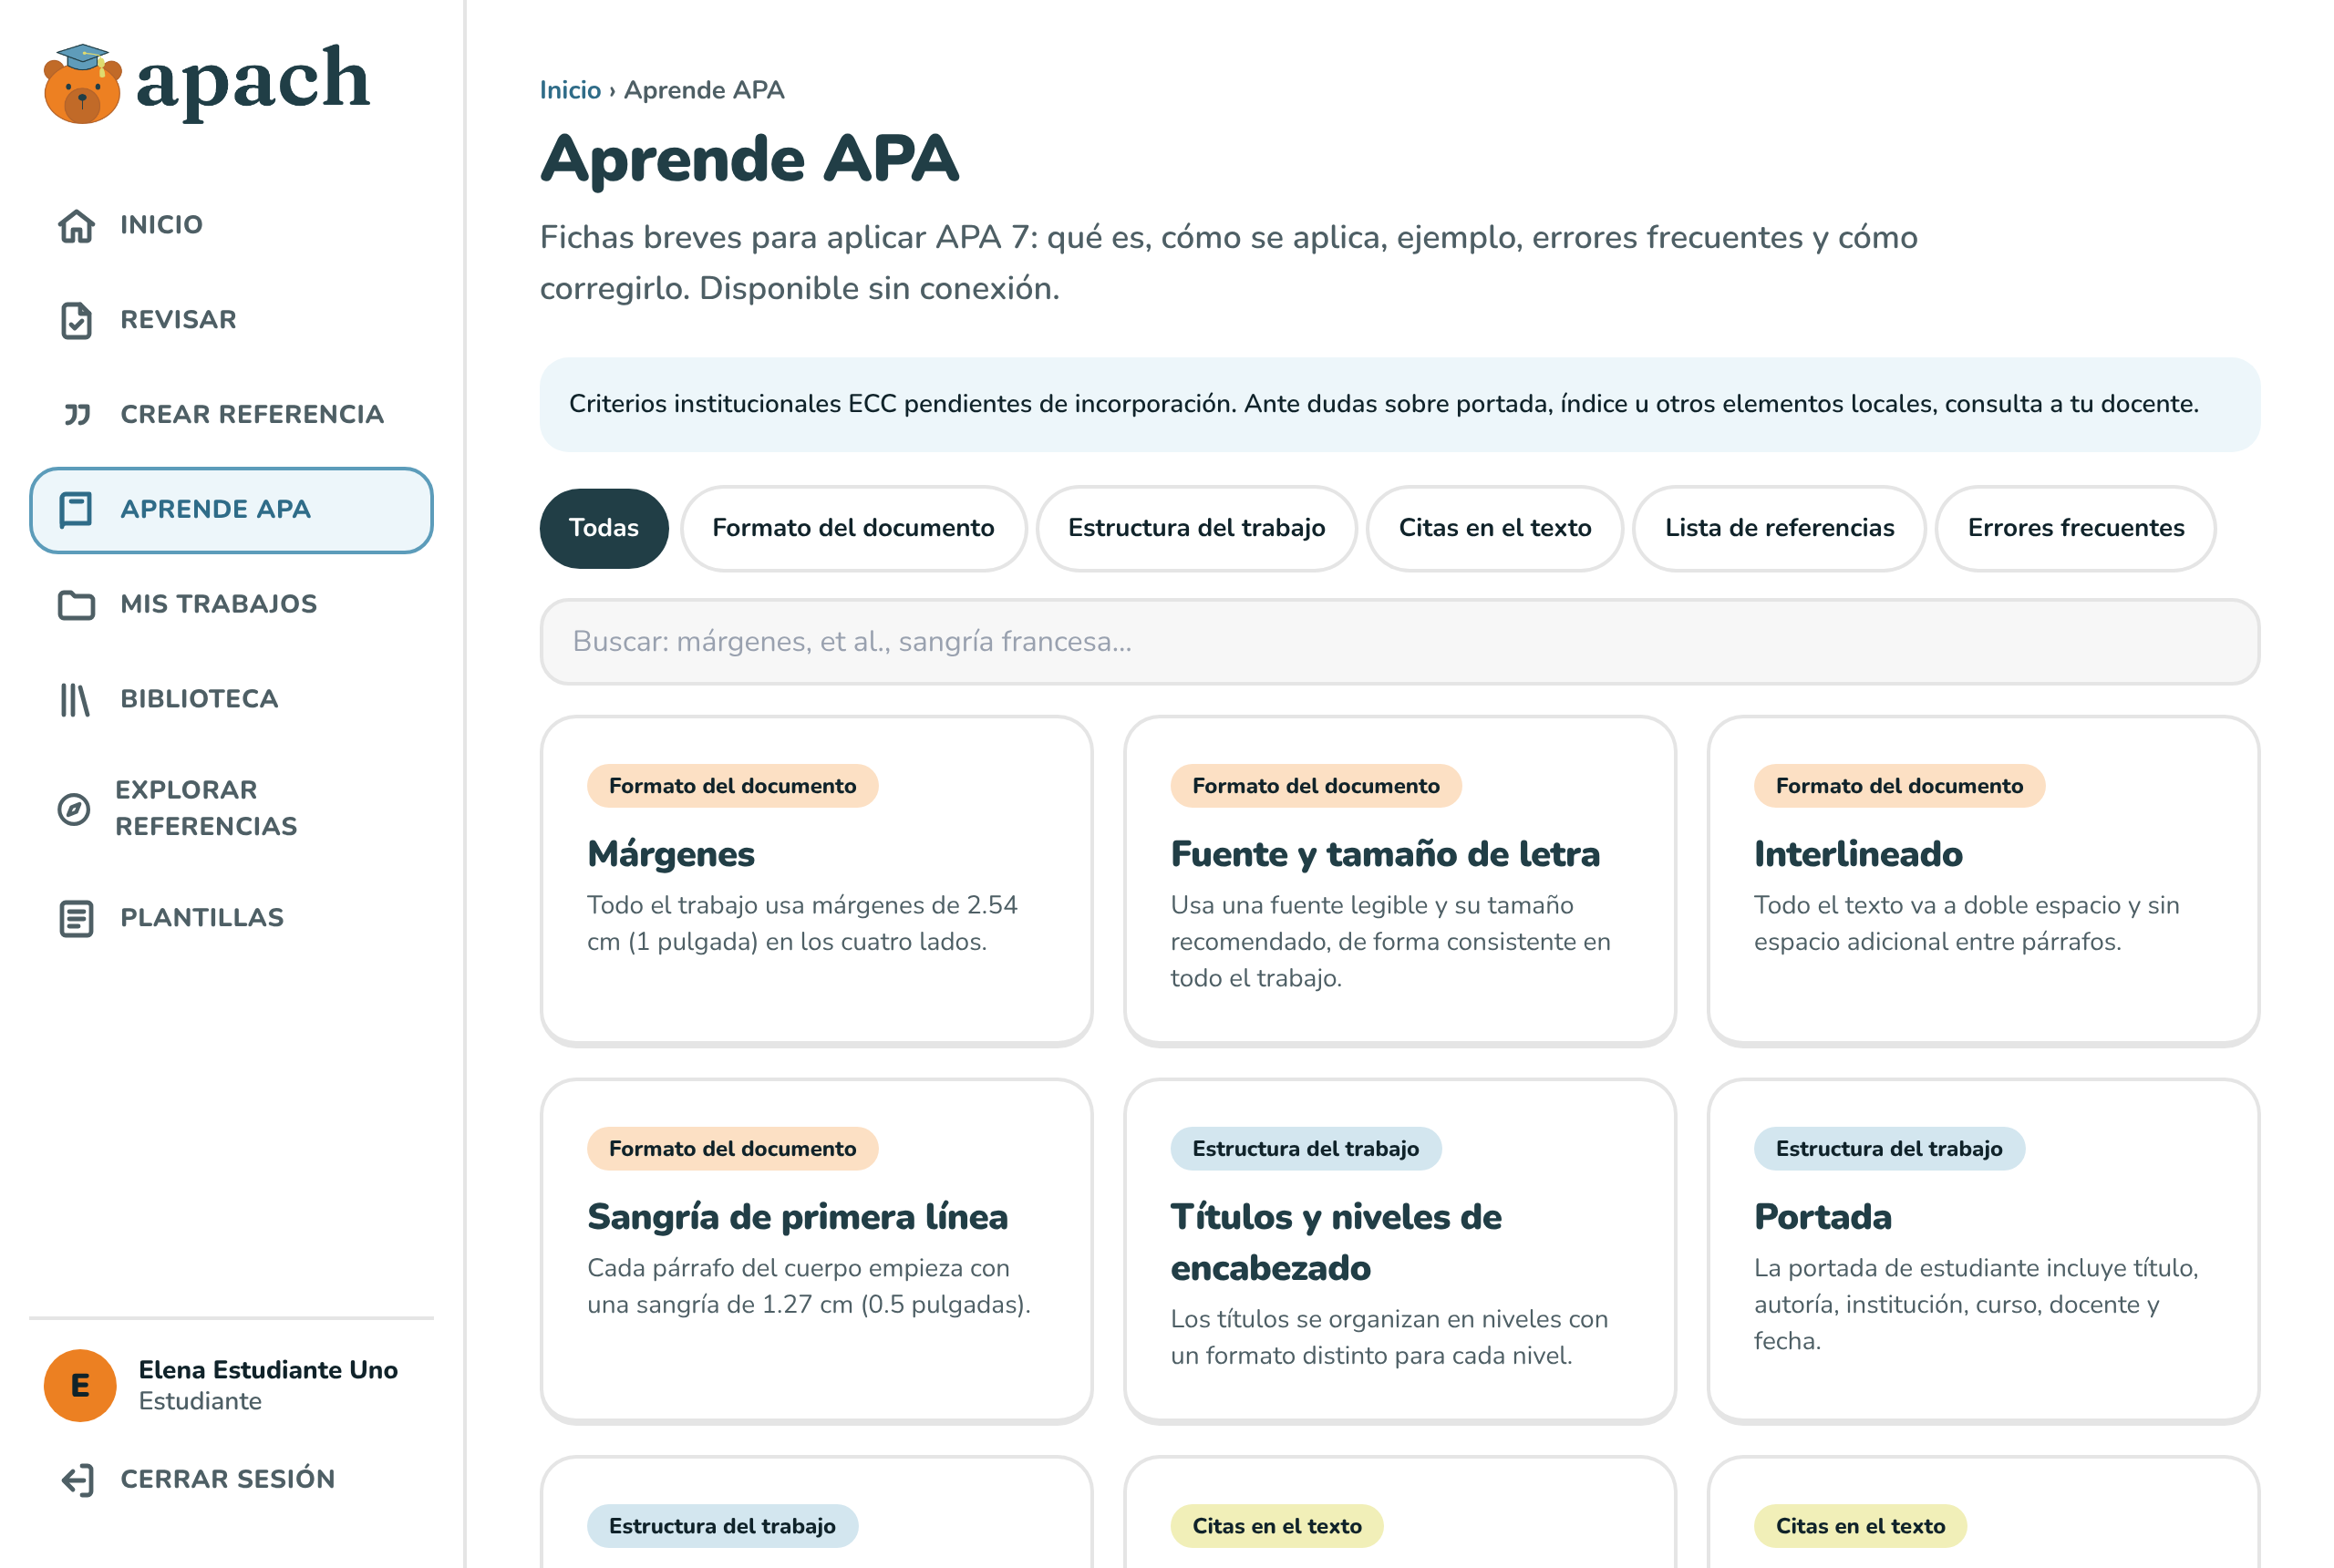 apach
INICIO
REVISAR
CREAR REFERENCIA
APRENDE APA
MIS TRABAJOS
BIBLIOTECA
EXPLORAR
REFERENCIAS
PLANTILLAS
E
Elena Estudiante Uno
Estudiante
CERRAR SESIÓN
Inicio › Aprende APA
Aprende APA
Fichas breves para aplicar APA 7: qué es, cómo se aplica, ejemplo, errores frecuentes y cómo
corregirlo. Disponible sin conexión.
Criterios institucionales ECC pendientes de incorporación. Ante dudas sobre portada, índice u otros elementos locales, consulta a tu docente.
Todas Formato del documento Estructura del trabajo Citas en el texto Lista de referencias Errores frecuentes
Buscar: márgenes, et al., sangría francesa...
Formato del documento
Márgenes
Todo el trabajo usa márgenes de 2.54
cm (1 pulgada) en los cuatro lados.
Formato del documento
Fuente y tamaño de letra
Usa una fuente legible y su tamaño
recomendado, de forma consistente en
todo el trabajo.
Formato del documento
Interlineado
Todo el texto va a doble espacio y sin
espacio adicional entre párrafos.
Formato del documento
Sangría de primera línea
Cada párrafo del cuerpo empieza con
una sangría de 1.27 cm (0.5 pulgadas).
Estructura del trabajo
Títulos y niveles de
encabezado
Los títulos se organizan en niveles con
un formato distinto para cada nivel.
Estructura del trabajo
Portada
La portada de estudiante incluye título,
autoría, institución, curso, docente y
fecha.
Estructura del trabajo
Citas en el texto
Citas en el texto